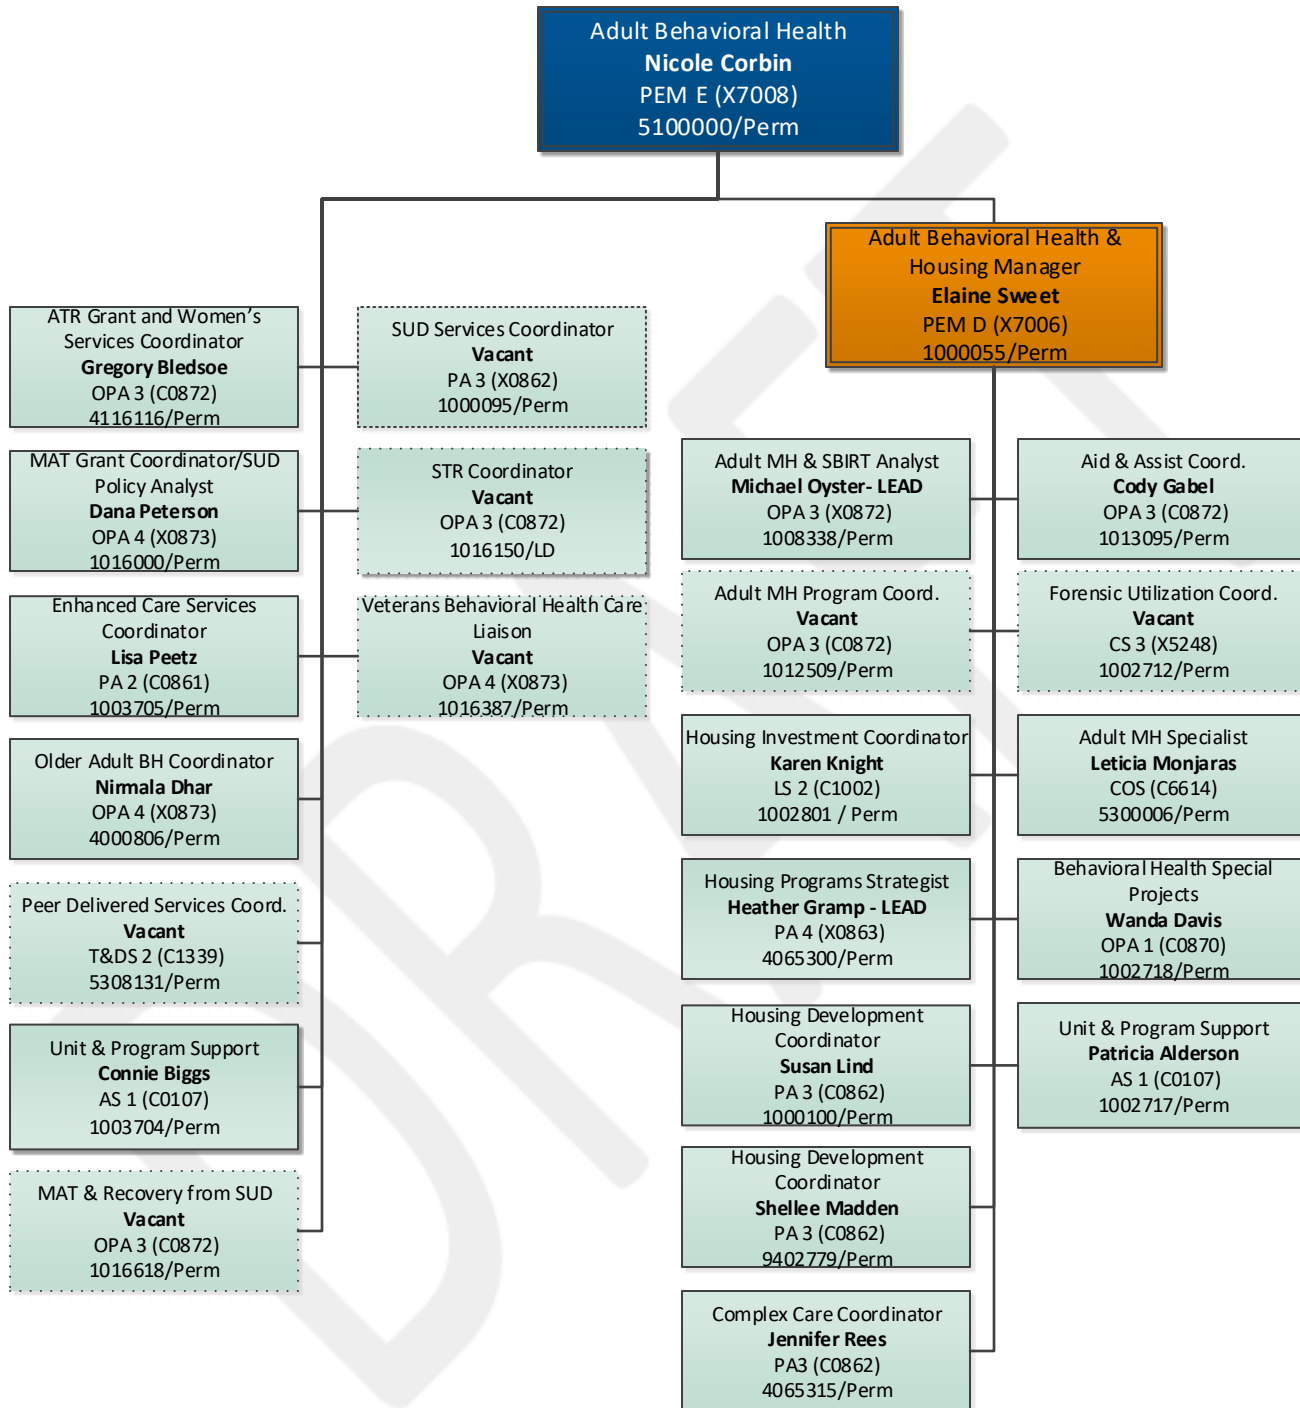 Adult Behavioral Health
Nicole Corbin
PEM E (X7008)
5100000/Perm
Adult Behavioral Health &
Housing Manager
Elaine Sweet
PEM D (X7006)
1000055/Perm
ATR Grant and Women’s
Services Coordinator
Gregory Bledsoe
OPA 3 (C0872)
4116116/Perm
SUD Services Coordinator
Vacant
PA 3 (X0862)
1000095/Perm
MAT Grant Coordinator/SUD
Policy Analyst
Dana Peterson
OPA 4 (X0873)
1016000/Perm
STR Coordinator
Vacant
OPA 3 (C0872)
1016150/LD
Enhanced Care Services
Coordinator
Lisa Peetz
PA 2 (C0861)
1003705/Perm
Veterans Behavioral Health Care
Liaison
Vacant
OPA 4 (X0873)
1016387/Perm
Older Adult BH Coordinator
Nirmala Dhar
OPA 4 (X0873)
4000806/Perm
Peer Delivered Services Coord.
Vacant
T&DS 2 (C1339)
5308131/Perm
Unit & Program Support
Connie Biggs
AS 1 (C0107)
1003704/Perm
MAT & Recovery from SUD
Vacant
OPA 3 (C0872)
1016618/Perm
Adult MH & SBIRT Analyst
Michael Oyster- LEAD
OPA 3 (X0872)
1008338/Perm
Aid & Assist Coord.
Cody Gabel
OPA 3 (C0872)
1013095/Perm
Adult MH Program Coord.
Vacant
OPA 3 (C0872)
1012509/Perm
Forensic Utilization Coord.
Vacant
CS 3 (X5248)
1002712/Perm
Housing Investment Coordinator
Karen Knight
LS 2 (C1002)
1002801 / Perm
Adult MH Specialist
Leticia Monjaras
COS (C6614)
5300006/Perm
Housing Programs Strategist
Heather Gramp - LEAD
PA 4 (X0863)
4065300/Perm
Behavioral Health Special
Projects
Wanda Davis
OPA 1 (C0870)
1002718/Perm
Housing Development
Coordinator
Susan Lind
PA 3 (C0862)
1000100/Perm
Unit & Program Support
Patricia Alderson
AS 1 (C0107)
1002717/Perm
Housing Development
Coordinator
Shellee Madden
PA 3 (C0862)
9402779/Perm
Complex Care Coordinator
Jennifer Rees
PA3 (C0862)
4065315/Perm
DRAFT